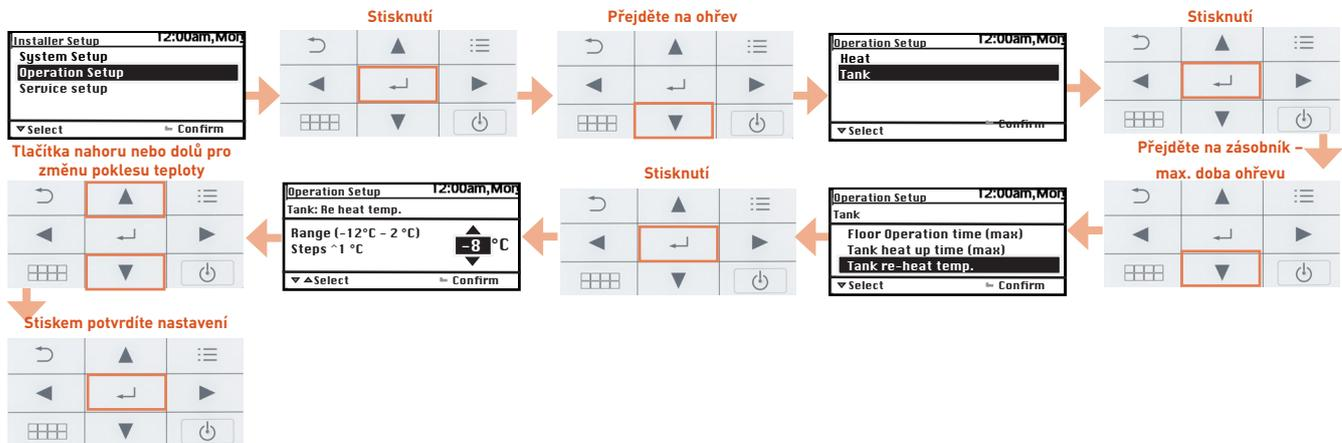 Stisknutí
Přejděte na ohřev
Stisknutí
Installer Setup 12:00am,Mon
System Setup
Operation Setup
Service setup
▼Select Confirm
Operation Setup 12:00am,Mon
Heat
Tank
▼Select Confirm
Přejděte na zásobník –
max. doba ohřevu
Operation Setup 12:00am,Mon
Tank
Floor Operation time (max)
Tank heat up time (max)
Tank re-heat temp.
▼Select Confirm
Stisknutí
Operation Setup 12:00am,Mon
Tank: Re heat temp.
Range (-12°C - 2 °C)
Steps ^1 °C
-8 °C
▼▲Select Confirm
Tlačítka nahoru nebo dolů pro
změnu poklesu teploty
Stiskem potvrdíte nastavení